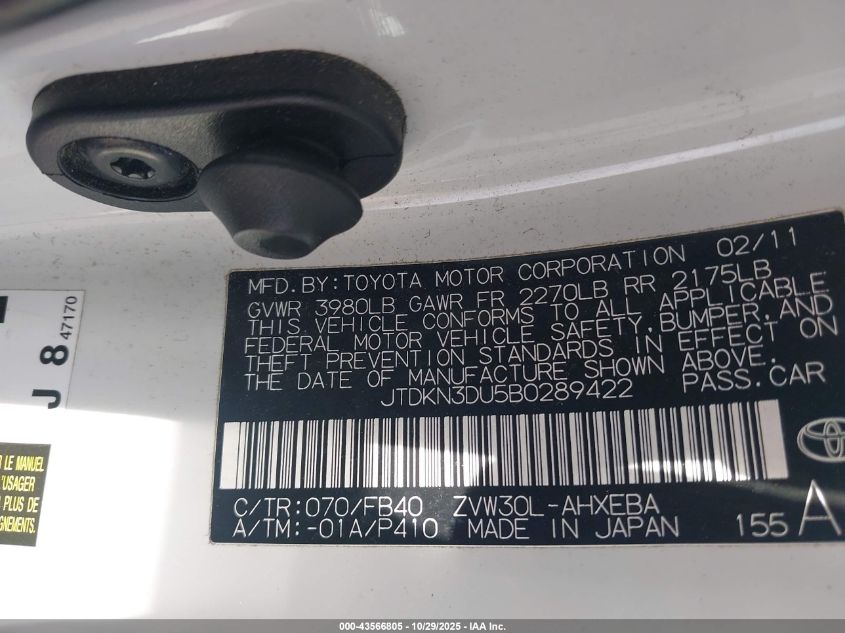 MFD. BY: TOYOTA MOTOR CORPORATION 02/11
GVWR 3980LB GAWR FR 2270LB RR 2175LB
THIS VEHICLE CONFORMS TO ALL APPLICABLE
FEDERAL MOTOR VEHICLE SAFETY, BUMPER, AND
THEFT PREVENTION STANDARDS IN EFFECT ON
THE DATE OF MANUFACTURE SHOWN ABOVE.
JTDKN3DU5B0289422 PASS. CAR
C/TR: 070/FB40 ZVW30L-AHXEBA
A/TM: -01A/P410 MADE IN JAPAN 155 A
J 8 47170
LE MANUEL
'USAGER
PLUS DE
GNEMENTS.
000-43566805 - 10/29/2025 - IAA Inc.